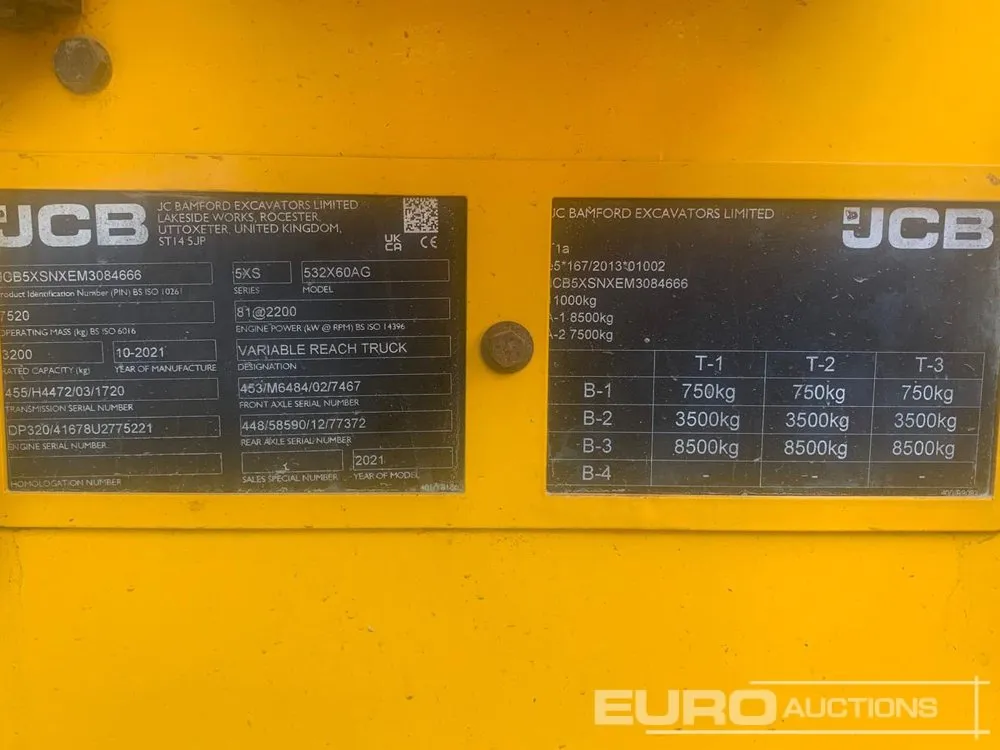 JCB
JC BAMFORD EXCAVATORS LIMITED
LAKESIDE WORKS, ROCESTER,
UTTOXETER, UNITED KINGDOM,
ST14 5JP
UK
CA CE
JCB5XSNXEM3084666
Product Identification Number (PIN) BS ISO 10261
5XS
SERIES
532X60AG
MODEL
7520
OPERATING MASS (kg) BS ISO 6016
81@2200
ENGINE POWER (kW @ RPM) BS ISO 14396
3200
RATED CAPACITY (kg)
10-2021
YEAR OF MANUFACTURE
VARIABLE REACH TRUCK
DESIGNATION
455/H4472/03/1720
TRANSMISSION SERIAL NUMBER
453/M6484/02/7467
FRONT AXLE SERIAL NUMBER
DP320/41678U2775221
ENGINE SERIAL NUMBER
448/58590/12/77372
REAR AXLE SERIAL NUMBER
HOMOLOGATION NUMBER
SALES SPECIAL NUMBER
2021
YEAR OF MODEL
JC BAMFORD EXCAVATORS LIMITED
JCB
1a
e5*167/2013*01002
JCB5XSNXEM3084666
1000kg
A-1 8500kg
A-2 7500kg
T-1 T-2 T-3
B-1 750kg 750kg 750kg
B-2 3500kg 3500kg 3500kg
B-3 8500kg 8500kg 8500kg
B-4 - - -
EURO AUCTIONS